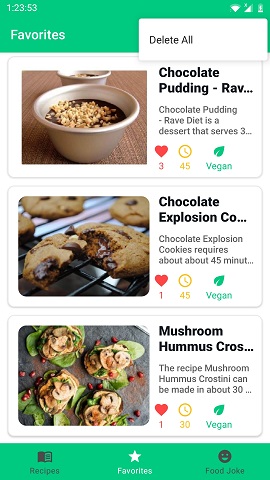 1:23:53
Favorites
Delete All
Chocolate
Pudding - Rav…
Chocolate Pudding
- Rave Diet is a
dessert that serves 3…
3 45 Vegan
Chocolate
Explosion Co…
Chocolate Explosion
Cookies requires
about about 45 minut…
1 45 Vegan
Mushroom
Hummus Cros…
The recipe Mushroom
Hummus Crostini can
be made in about 30 …
1 30 Vegan
Recipes Favorites Food Joke